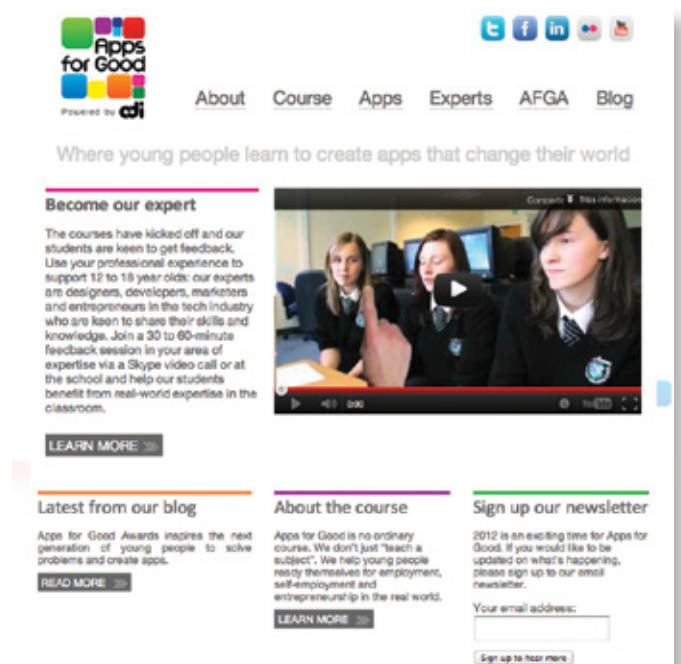 Apps
for Good
Powered by cdi
About Course Apps Experts AFGA Blog
Where young people learn to create apps that change their world
Become our expert
The courses have kicked off and our
students are keen to get feedback.
Use your professional experience to
support 12 to 18 year olds: our experts
are designers, developers, marketers
and entrepreneurs in the tech industry
who are keen to share their skills and
knowledge. Join a 30 to 60-minute
feedback session in your area of
expertise via a Skype video call or at
the school and help our students
benefit from real-world expertise in the
classroom.
LEARN MORE
Compartir Más información
0:00
YouTube
Latest from our blog
Apps for Good Awards inspires the next
generation of young people to solve
problems and create apps.
READ MORE
About the course
Apps for Good is no ordinary
course. We don't just "teach a
subject". We help young people
ready themselves for employment,
self-employment and
entrepreneurship in the real world.
LEARN MORE
Sign up our newsletter
2012 is an exciting time for Apps for
Good. If you would like to be
updated on what's happening,
please sign up to our email
newsletter.
Your email address:
Sign up to hear more